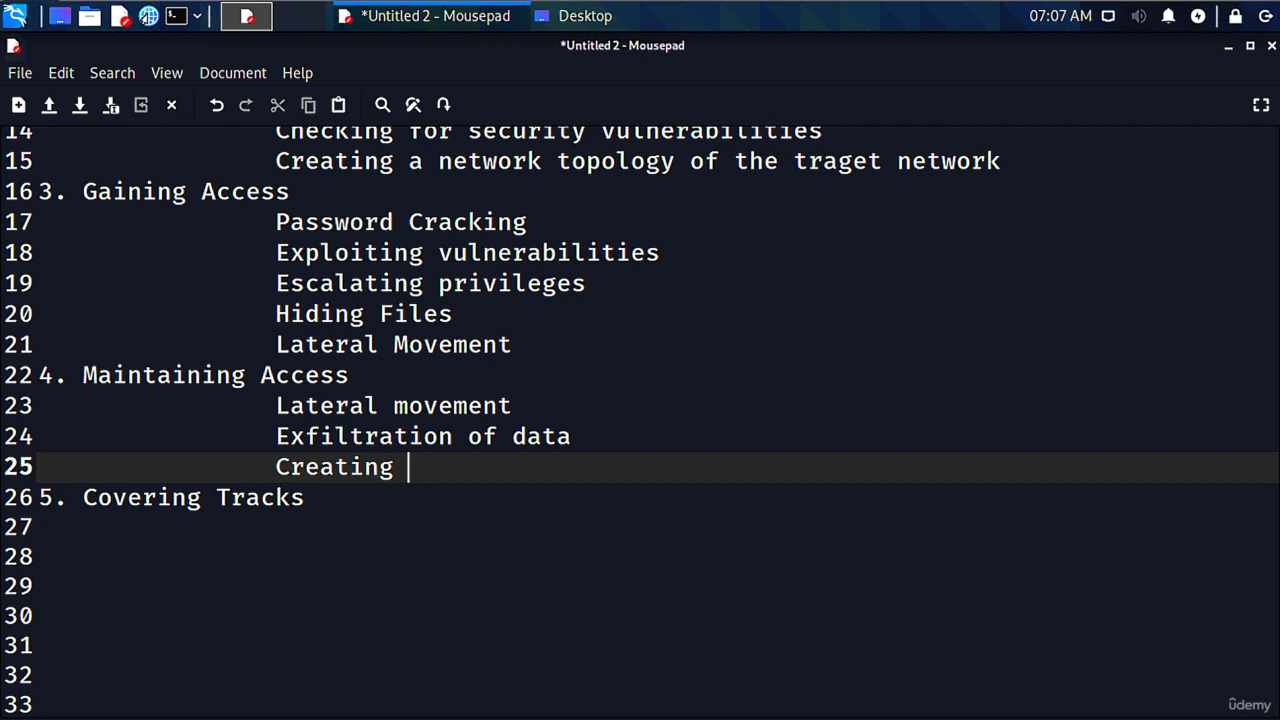 *Untitled 2 - Mousepad
Desktop
07:07 AM
*Untitled 2 - Mousepad
File Edit Search View Document Help
14 Checking for security vulnerabilities
15 Creating a network topology of the traget network
16 3. Gaining Access
17 Password Cracking
18 Exploiting vulnerabilities
19 Escalating privileges
20 Hiding Files
21 Lateral Movement
22 4. Maintaining Access
23 Lateral movement
24 Exfiltration of data
25 Creating
26 5. Covering Tracks
27
28
29
30
31
32
33
ûdemy